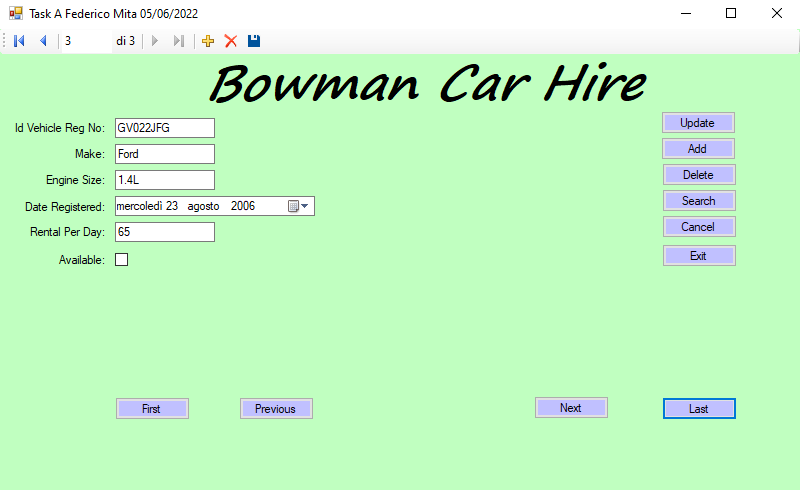 Task A Federico Mita 05/06/2022
3 di 3
Bowman Car Hire
Id Vehicle Reg No: GV022JFG
Update
Make: Ford
Add
Engine Size: 1.4L
Delete
Date Registered: mercoledì 23 agosto 2006
Search
Rental Per Day: 65
Cancel
Available:
Exit
First Previous Next Last